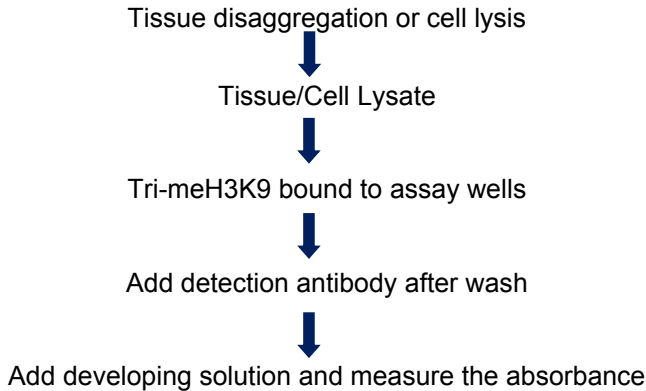 Tissue disaggregation or cell lysis
Tissue/Cell Lysate
Tri-meH3K9 bound to assay wells
Add detection antibody after wash
Add developing solution and measure the absorbance